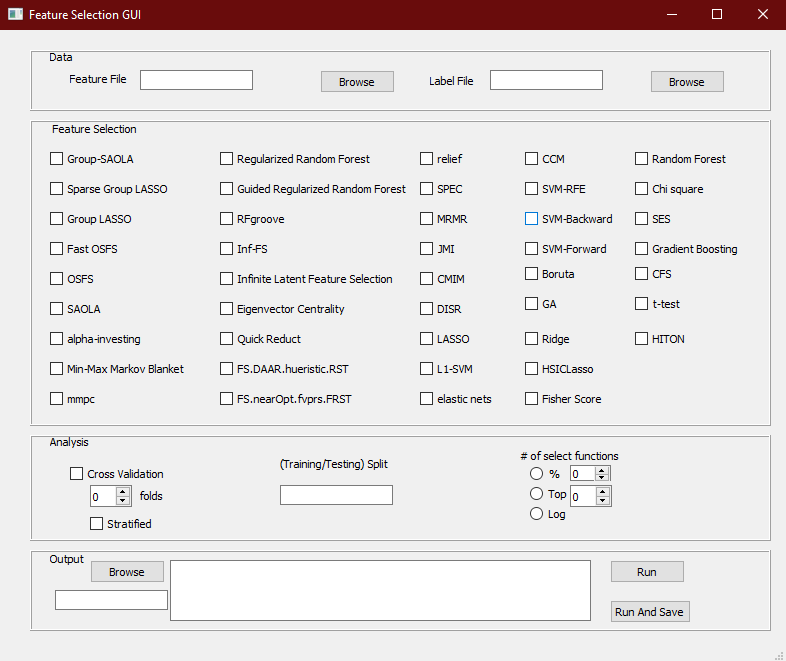 Feature Selection GUI
Data
Feature File Browse Label File Browse
Feature Selection
Group-SAOLA Regularized Random Forest relief CCM Random Forest
Sparse Group LASSO Guided Regularized Random Forest SPEC SVM-RFE Chi square
Group LASSO RFgroove MRMR SVM-Backward SES
Fast OSFS Inf-FS JMI SVM-Forward Gradient Boosting
OSFS Infinite Latent Feature Selection CMIM Boruta CFS
SAOLA Eigenvector Centrality DISR GA t-test
alpha-investing Quick Reduct LASSO Ridge HITON
Min-Max Markov Blanket FS.DAAR.hueristic.RST L1-SVM HSICLasso
mmpc FS.nearOpt.fvprs.FRST elastic nets Fisher Score
Analysis
Cross Validation (Training/Testing) Split # of select functions
% 0
0 folds Top 0
Stratified Log
Output Browse Run
Run And Save